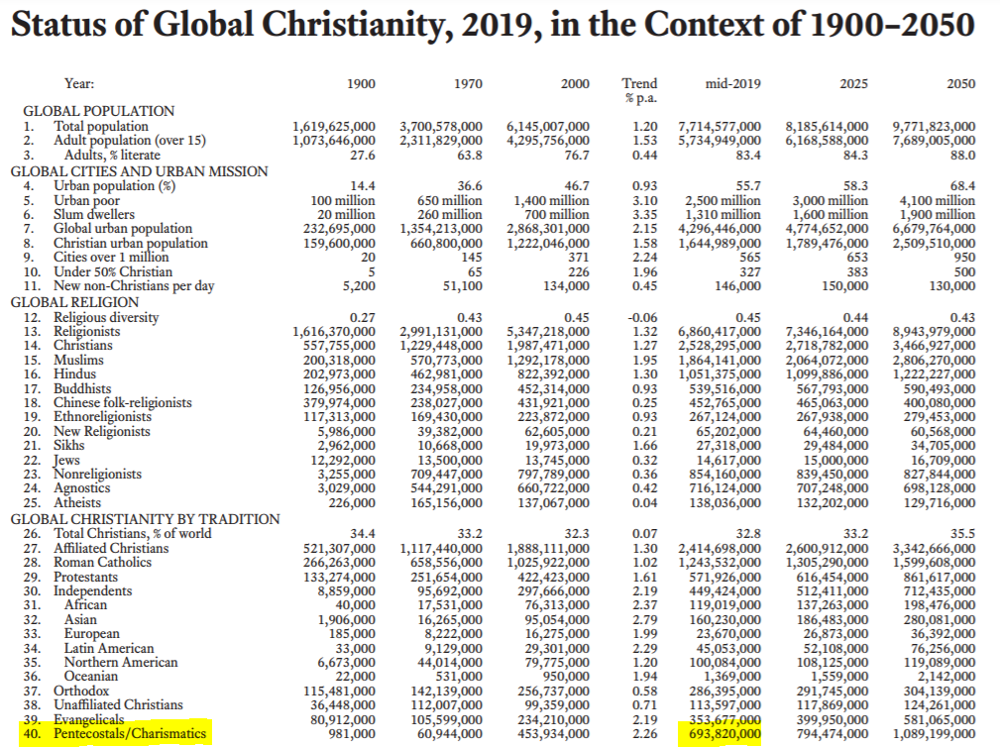 Status of Global Christianity, 2019, in the Context of 1900–2050
Year: 1900 1970 2000 Trend mid-2019 2025 2050
% p.a.
GLOBAL POPULATION
1. Total population 1,619,625,000 3,700,578,000 6,145,007,000 1.20 7,714,577,000 8,185,614,000 9,771,823,000
2. Adult population (over 15) 1,073,646,000 2,311,829,000 4,295,756,000 1.53 5,734,949,000 6,168,588,000 7,689,005,000
3. Adults, % literate 27.6 63.8 76.7 0.44 83.4 84.3 88.0
GLOBAL CITIES AND URBAN MISSION
4. Urban population (%) 14.4 36.6 46.7 0.93 55.7 58.3 68.4
5. Urban poor 100 million 650 million 1,400 million 3.10 2,500 million 3,000 million 4,100 million
6. Slum dwellers 20 million 260 million 700 million 3.35 1,310 million 1,600 million 1,900 million
7. Global urban population 232,695,000 1,354,213,000 2,868,301,000 2.15 4,296,446,000 4,774,652,000 6,679,764,000
8. Christian urban population 159,600,000 660,800,000 1,222,046,000 1.58 1,644,989,000 1,789,476,000 2,509,510,000
9. Cities over 1 million 20 145 371 2.24 565 653 950
10. Under 50% Christian 5 65 226 1.96 327 383 500
11. New non-Christians per day 5,200 51,100 134,000 0.45 146,000 150,000 130,000
GLOBAL RELIGION
12. Religious diversity 0.27 0.43 0.45 -0.06 0.45 0.44 0.43
13. Religionists 1,616,370,000 2,991,131,000 5,347,218,000 1.32 6,860,417,000 7,346,164,000 8,943,979,000
14. Christians 557,755,000 1,229,448,000 1,987,471,000 1.27 2,528,295,000 2,718,782,000 3,466,927,000
15. Muslims 200,318,000 570,773,000 1,292,178,000 1.95 1,864,141,000 2,064,072,000 2,806,270,000
16. Hindus 202,973,000 462,981,000 822,392,000 1.30 1,051,375,000 1,099,886,000 1,222,227,000
17. Buddhists 126,956,000 234,958,000 452,314,000 0.93 539,516,000 567,793,000 590,493,000
18. Chinese folk-religionists 379,974,000 238,027,000 431,921,000 0.25 452,765,000 465,063,000 400,080,000
19. Ethnoreligionists 117,313,000 169,430,000 223,872,000 0.93 267,124,000 267,938,000 279,453,000
20. New Religionists 5,986,000 39,382,000 62,605,000 0.21 65,202,000 64,460,000 60,568,000
21. Sikhs 2,962,000 10,668,000 19,973,000 1.66 27,318,000 29,484,000 34,705,000
22. Jews 12,292,000 13,500,000 13,745,000 0.32 14,617,000 15,000,000 16,709,000
23. Nonreligionists 3,255,000 709,447,000 797,789,000 0.36 854,160,000 839,450,000 827,844,000
24. Agnostics 3,029,000 544,291,000 660,722,000 0.42 716,124,000 707,248,000 698,128,000
25. Atheists 226,000 165,156,000 137,067,000 0.04 138,036,000 132,202,000 129,716,000
GLOBAL CHRISTIANITY BY TRADITION
26. Total Christians, % of world 34.4 33.2 32.3 0.07 32.8 33.2 35.5
27. Affiliated Christians 521,307,000 1,117,440,000 1,888,111,000 1.30 2,414,698,000 2,600,912,000 3,342,666,000
28. Roman Catholics 266,263,000 658,556,000 1,025,922,000 1.02 1,243,532,000 1,305,290,000 1,599,608,000
29. Protestants 133,274,000 251,654,000 422,423,000 1.61 571,926,000 616,454,000 861,617,000
30. Independents 8,859,000 95,692,000 297,666,000 2.19 449,424,000 512,411,000 712,435,000
31. African 40,000 17,531,000 76,313,000 2.37 119,019,000 137,263,000 198,476,000
32. Asian 1,906,000 16,265,000 95,054,000 2.79 160,230,000 186,483,000 280,081,000
33. European 185,000 8,222,000 16,275,000 1.99 23,670,000 26,873,000 36,392,000
34. Latin American 33,000 9,129,000 29,301,000 2.29 45,053,000 52,108,000 76,256,000
35. Northern American 6,673,000 44,014,000 79,775,000 1.20 100,084,000 108,125,000 119,089,000
36. Oceanian 22,000 531,000 950,000 1.94 1,369,000 1,559,000 2,142,000
37. Orthodox 115,481,000 142,139,000 256,737,000 0.58 286,395,000 291,745,000 304,139,000
38. Unaffiliated Christians 36,448,000 112,007,000 99,359,000 0.71 113,597,000 117,869,000 124,261,000
39. Evangelicals 80,912,000 105,599,000 234,210,000 2.19 353,677,000 399,950,000 581,065,000
40. Pentecostals/Charismatics 981,000 60,944,000 453,934,000 2.26 693,820,000 794,474,000 1,089,199,000